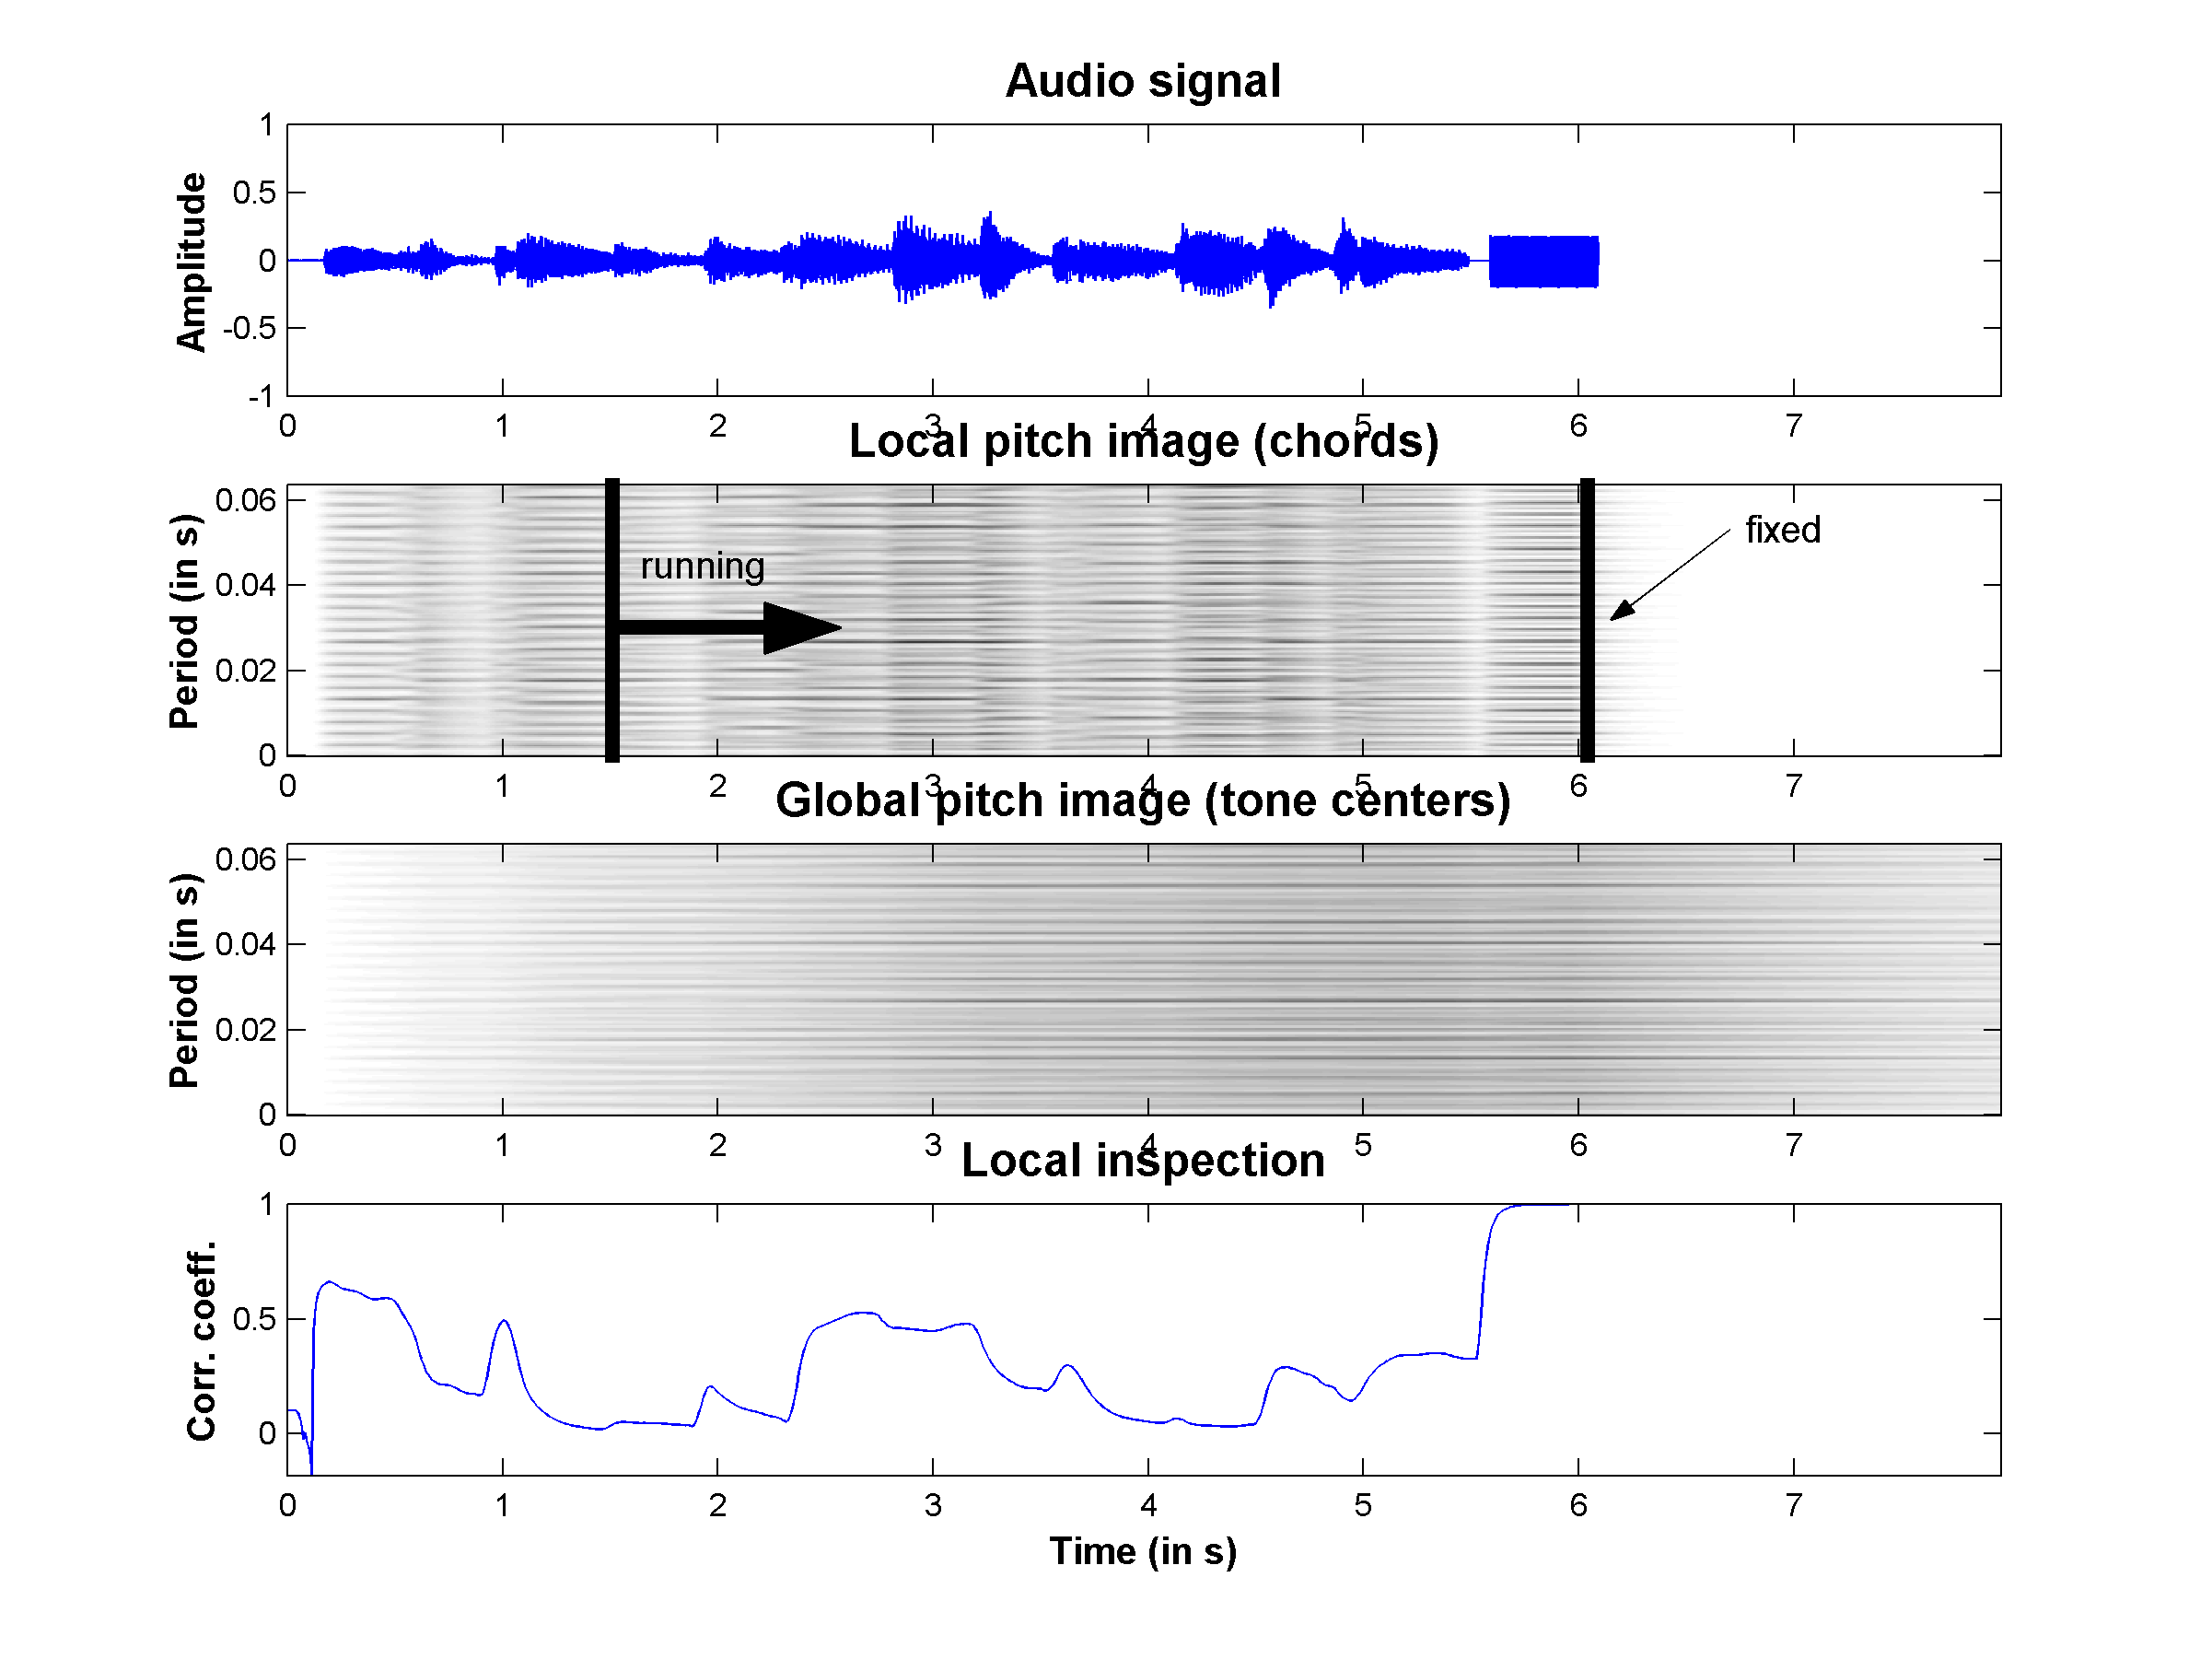 Audio signal
Amplitude
1
0.5
0
-0.5
-1
0 1 2 3 4 5 6 7
Local pitch image (chords)
Period (in s)
0.06
0.04
0.02
0
running
fixed
0 1 2 3 4 5 6 7
Global pitch image (tone centers)
Period (in s)
0.06
0.04
0.02
0
0 1 2 3 4 5 6 7
Local inspection
Corr. coeff.
1
0.5
0
0 1 2 3 4 5 6 7
Time (in s)